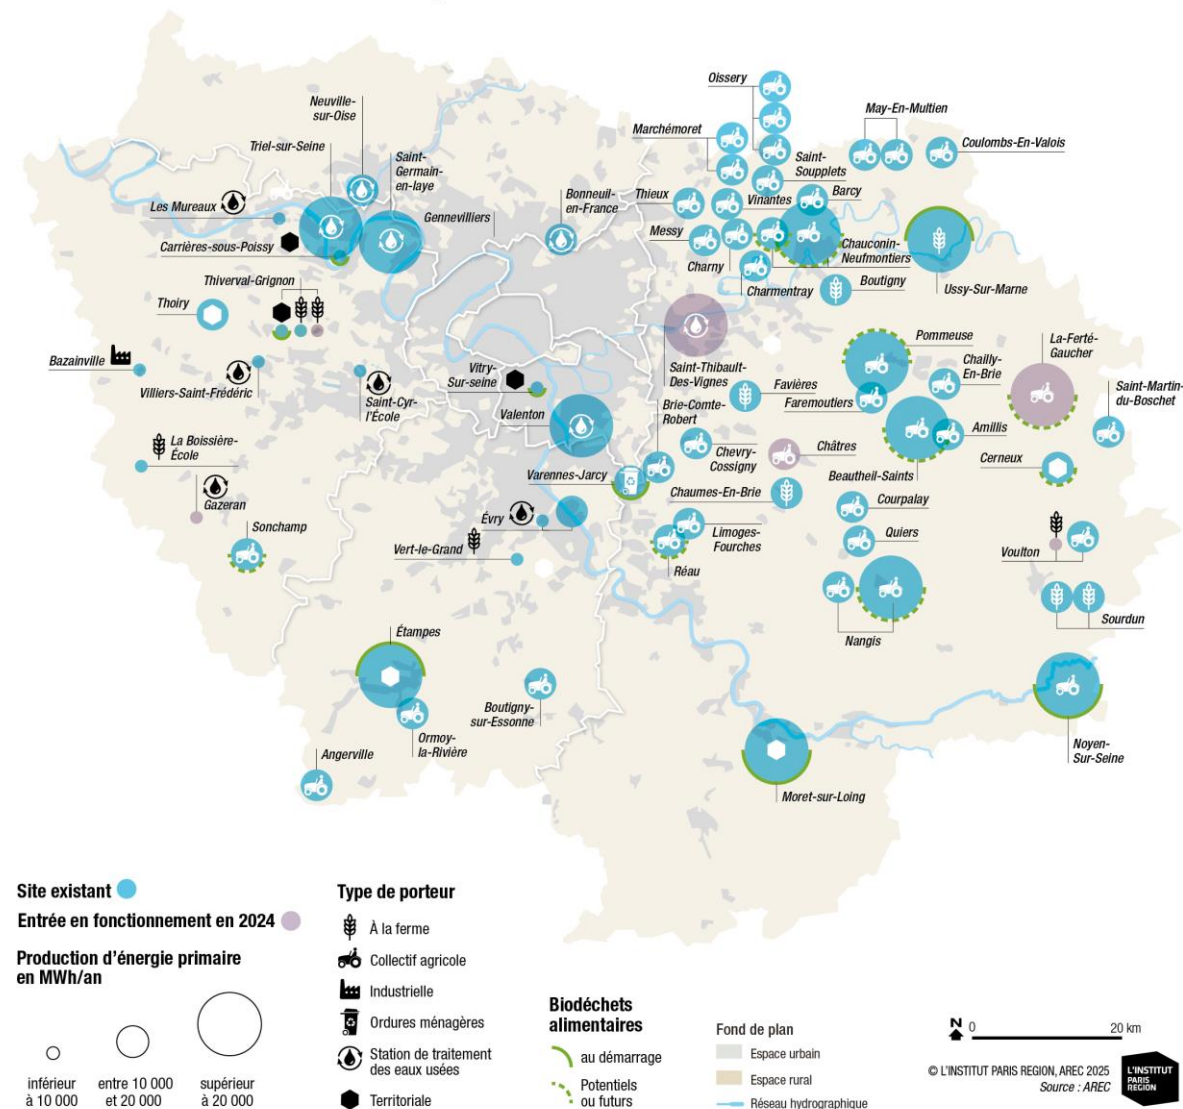 Oissery
May-En-Multien
Neuville-
sur-Oise
Marchémoret
Coulombs-En-Valois
Triel-sur-Seine
Saint-
Germain-
en-laye
Saint-
Soupplets
Les Mureaux
Bonneuil-
en-France
Thieux
Vinantes
Barcy
Gennevilliers
Carrières-sous-Poissy
Messy
Chauconin-
Neufmontiers
Charny
Thiverval-Grignon
Boutigny
Charmentray
Ussy-Sur-Marne
Thoiry
Pommeuse
La-Ferté-
Gaucher
Bazainville
Vitry-
Sur-seine
Saint-Thibault-
Des-Vignes
Chailly-
En-Brie
Villiers-Saint-Frédéric
Saint-Cyr-
l'École
Favières
Faremoutiers
Saint-Martin-
du-Boschet
Valenton
Brie-Comte-
Robert
Amillis
La Boissière-
École
Chevry-
Cossigny
Châtres
Cerneux
Varennes-Jarcy
Beautheil-Saints
Gazeran
Chaumes-En-Brie
Courpalay
Sonchamp
Évry
Limoges-
Fourches
Quiers
Vert-le-Grand
Voulton
Réau
Sourdun
Étampes
Nangis
Boutigny-
sur-Essonne
Ormoy-
la-Rivière
Angerville
Noyen-
Sur-Seine
Moret-sur-Loing
Site existant
Entrée en fonctionnement en 2024
Production d'énergie primaire
en MWh/an
inférieur
à 10 000
entre 10 000
et 20 000
supérieur
à 20 000
Type de porteur
À la ferme
Collectif agricole
Industrielle
Ordures ménagères
Station de traitement
des eaux usées
Territoriale
Biodéchets
alimentaires
au démarrage
Potentiels
ou futurs
Fond de plan
Espace urbain
Espace rural
Réseau hydrographique
N 0 20 km
© L'INSTITUT PARIS REGION, AREC 2025
Source : AREC
L'INSTITUT
PARIS
REGION